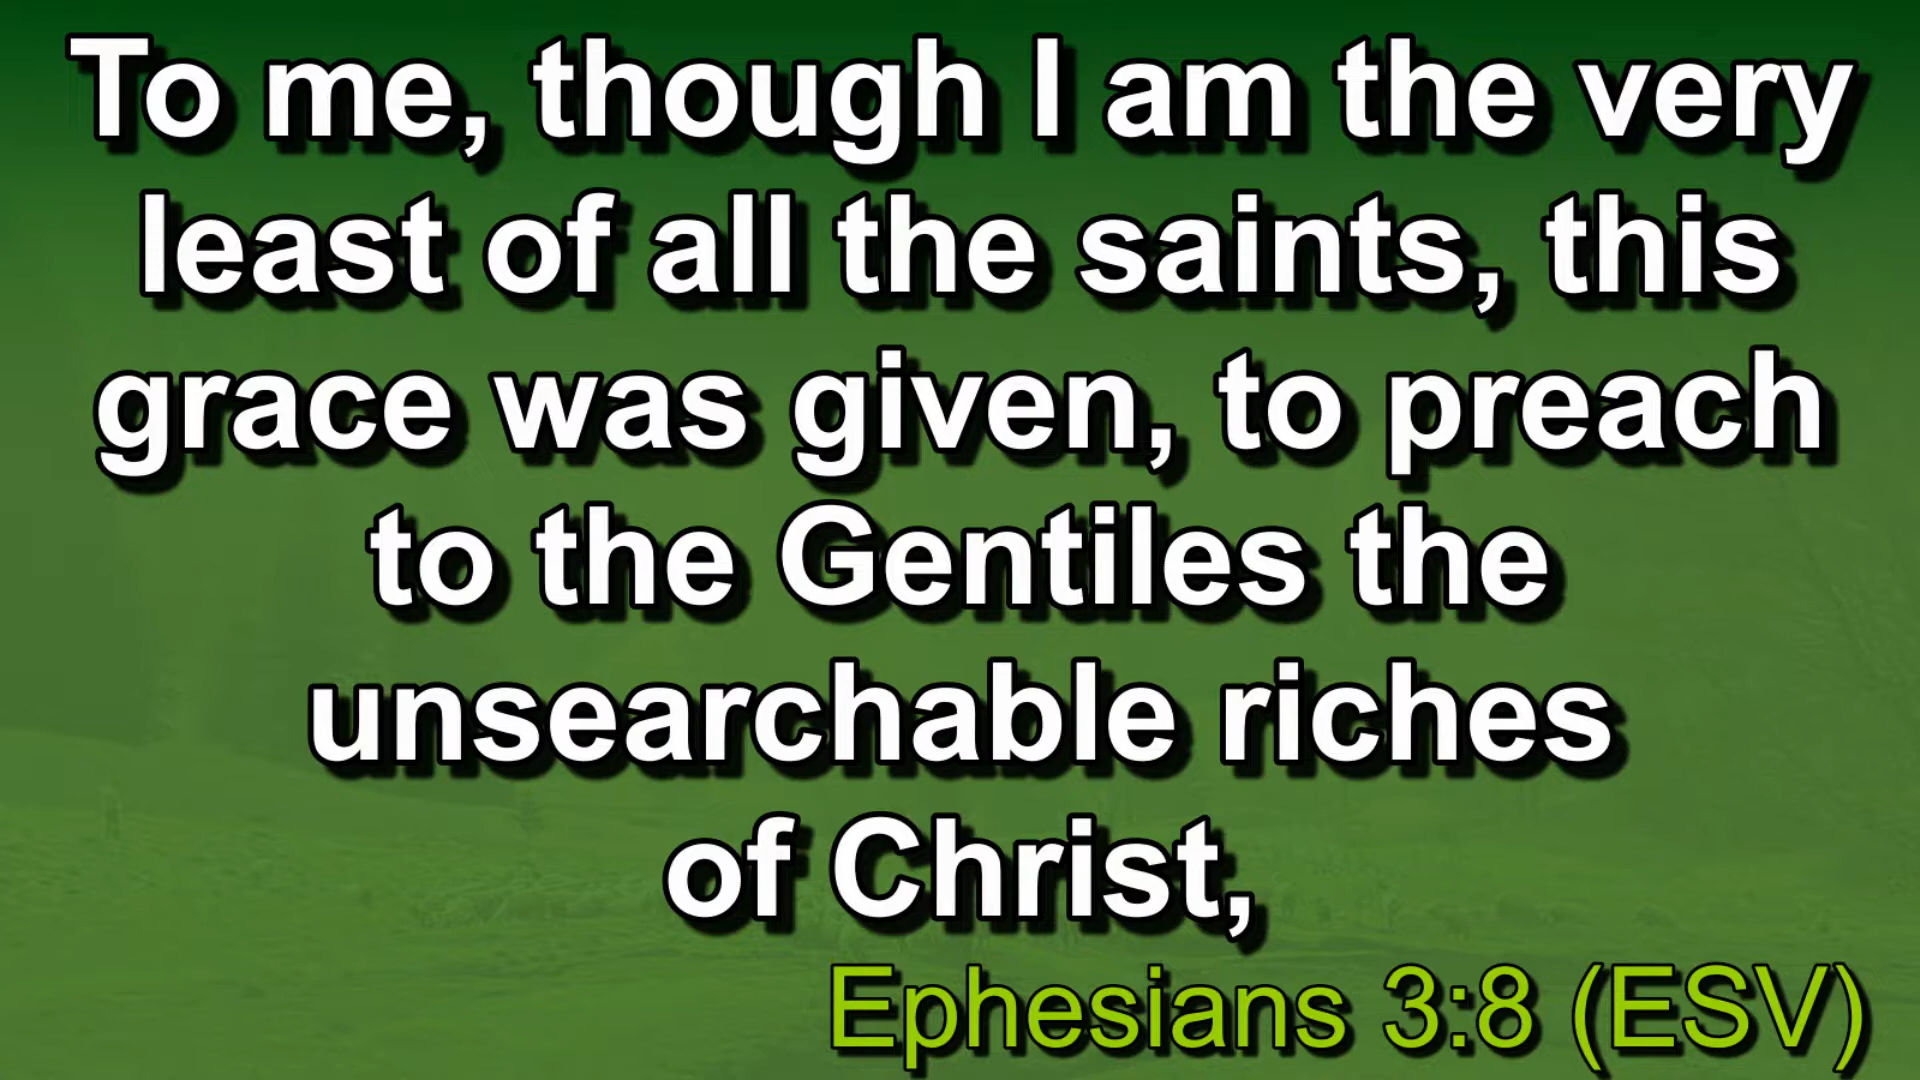 To me, though I am the very
least of all the saints, this
grace was given, to preach
to the Gentiles the
unsearchable riches
of Christ,
Ephesians 3:8 (ESV)